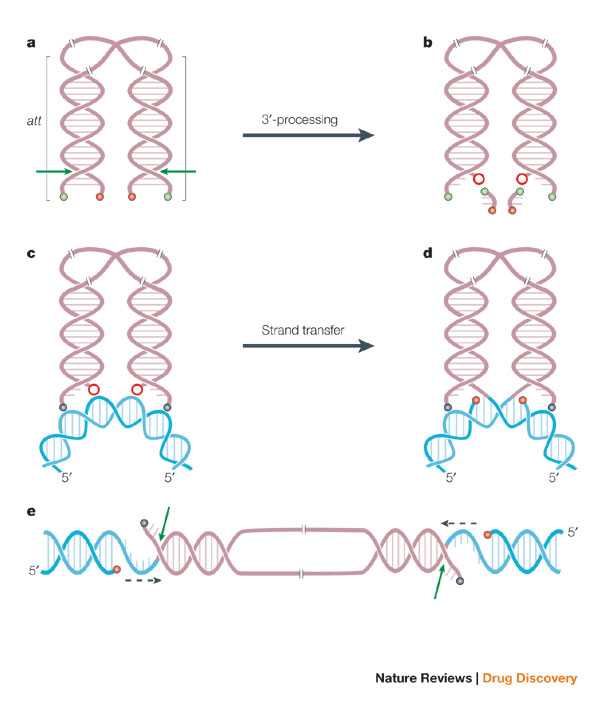 a
b
att
3′-processing
c
d
Strand transfer
5′
5′
5′
5′
e
5′
5′
Nature Reviews | Drug Discovery